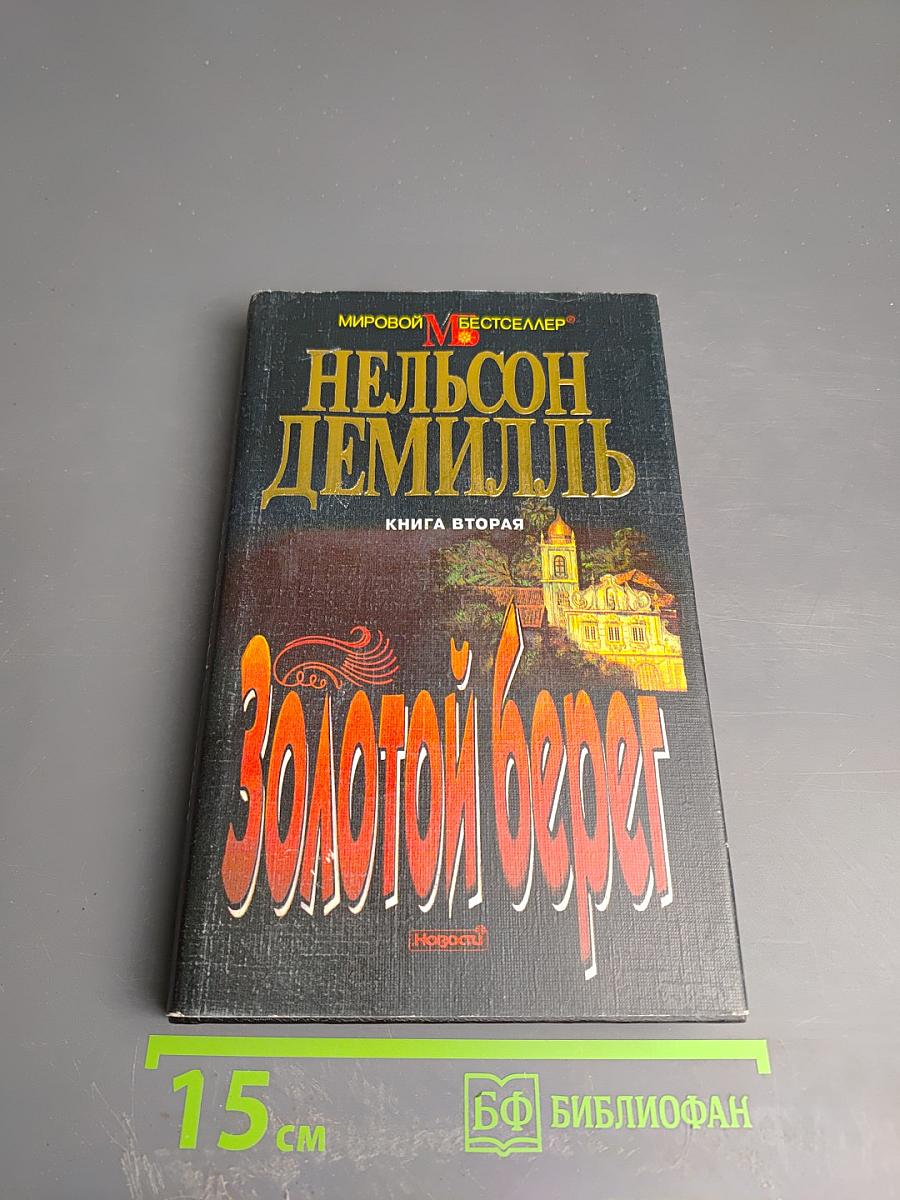 МИРОВОЙ МБ БЕСТСЕЛЛЕР®
НЕЛЬСОН
ДЕМИЛЛЬ
КНИГА ВТОРАЯ
Золотой берег
Новости
15 см
БФ БИБЛИОФАН